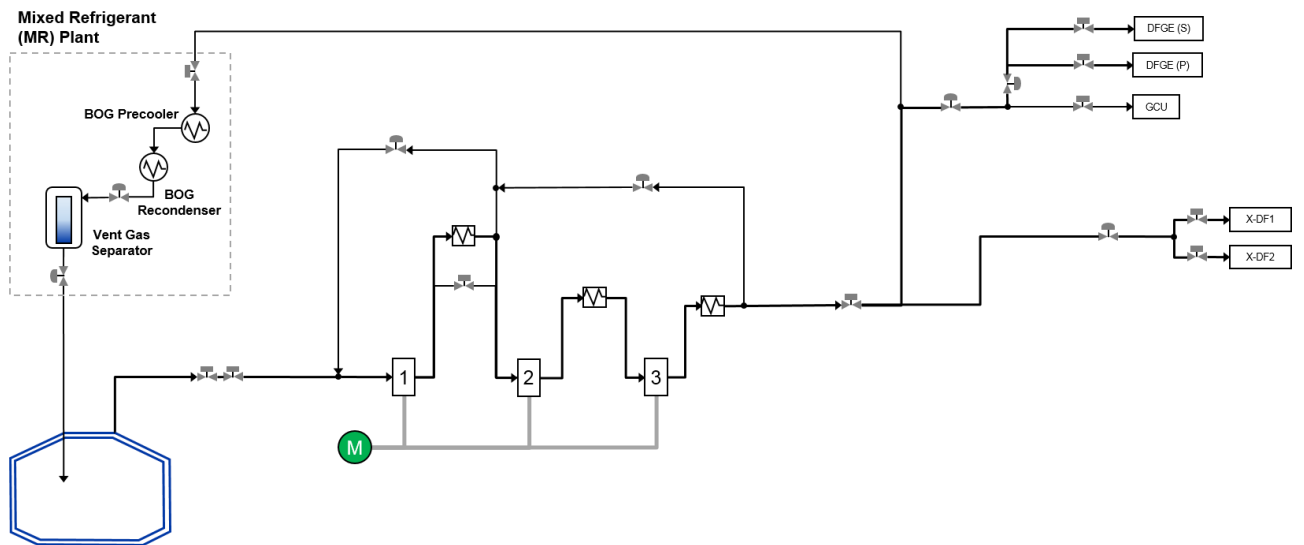 Mixed Refrigerant
(MR) Plant
DFGE (S)
DFGE (P)
GCU
BOG Precooler
BOG
Recondenser
Vent Gas
Separator
X-DF1
X-DF2
1
2
3
M